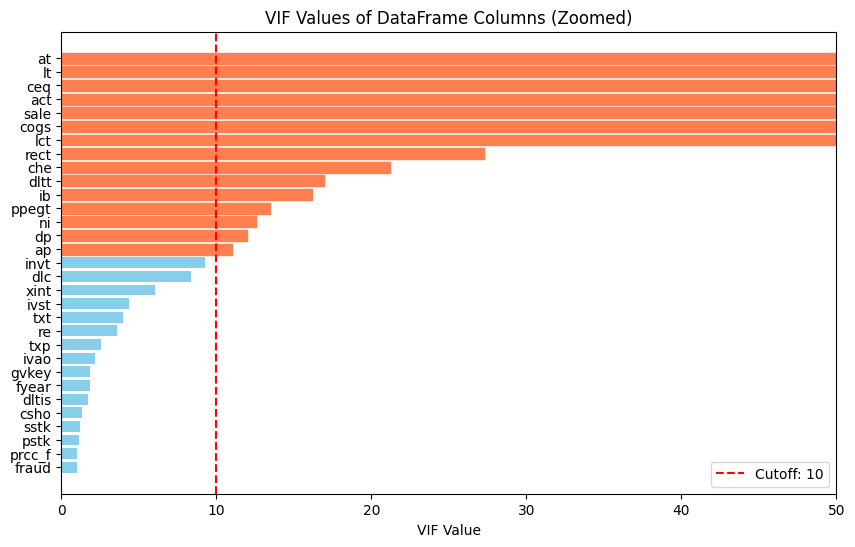 VIF Values of DataFrame Columns (Zoomed)
at
lt
ceq
act
sale
cogs
lct
rect
che
dltt
ib
ppegt
ni
dp
ap
invt
dlc
xint
ivst
txt
re
txp
ivao
gvkey
fyear
dltis
csho
sstk
pstk
prcc_f
fraud
Cutoff: 10
0 10 20 30 40 50
VIF Value